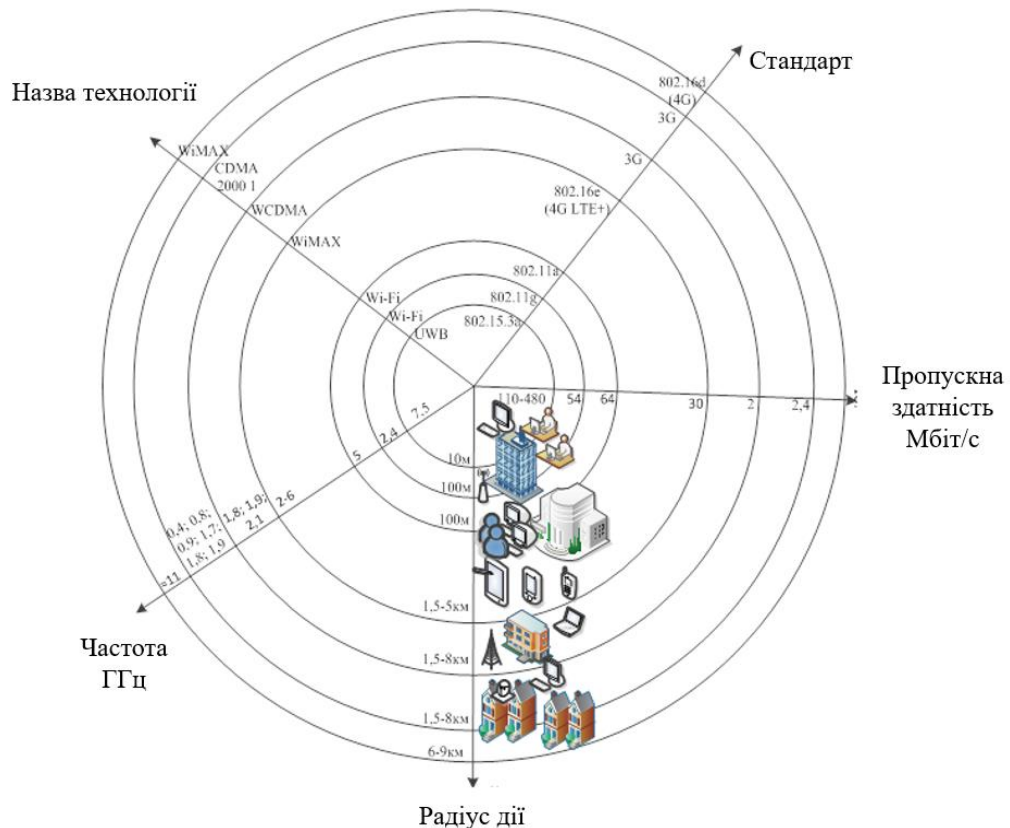 Стандарт
Назва технології
802.16d
(4G)
3G
WiMAX
CDMA
2000 1
3G
WCDMA
802.16e
(4G LTE+)
WiMAX
802.11a
Wi-Fi
802.11g
Wi-Fi
802.15.3a
UWB
Пропускна
здатність
Мбіт/с
110-480
54
64
30
2
2,4
7,5
2,4
5
2-6
1,8; 1,9;
2,1
0,4; 0,8;
0,9; 1,7;
1,8; 1,9
≈11
Частота
ГГц
10м
100м
100м
1,5-5км
1,5-8км
1,5-8км
6-9км
Радіус дії